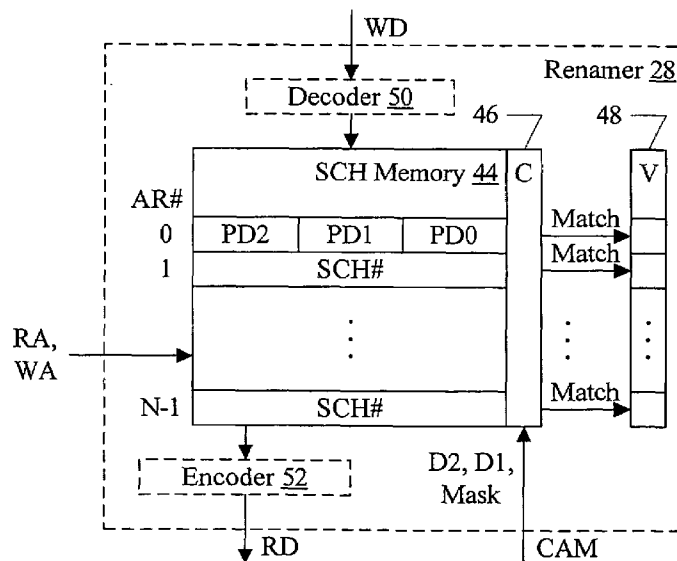 WD
Renamer 28
Decoder 50
46
48
SCH Memory 44
C
V
AR#
0
PD2
PD1
PD0
Match
1
SCH#
Match
RA,
WA
N-1
SCH#
Match
Encoder 52
D2, D1,
Mask
RD
CAM